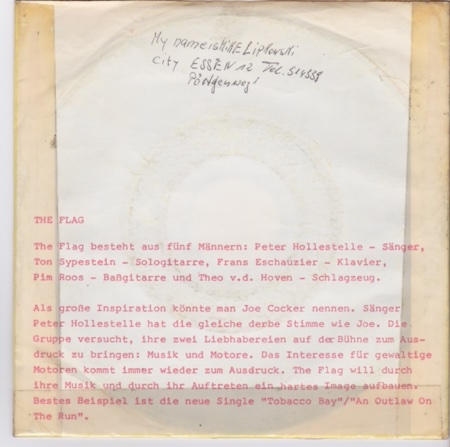 My name is MIKE Lipkowski
City ESSEN 12 Tel. 514559
THE FLAG
The Flag besteht aus fünf Männern: Peter Hollestelle - Sänger,
Ton Sypestein - Sologitarre, Frans Eschauzier - Klavier,
Pim Roos - Baßgitarre und Theo v.d. Hoven - Schlagzeug.
Als große Inspiration könnte man Joe Cocker nennen. Sänger
Peter Hollestelle hat die gleiche derbe Stimme wie Joe. Die
Gruppe versucht, ihre zwei Liebhabereien auf der Bühne zum Aus-
druck zu bringen: Musik und Motore. Das Interesse für gewaltige
Motoren kommt immer wieder zum Ausdruck. The Flag will durch
ihre Musik und durch ihr Auftreten ein hartes Image aufbauen.
Bestes Beispiel ist die neue Single "Tobacco Bay"/"An Outlaw On
The Run".